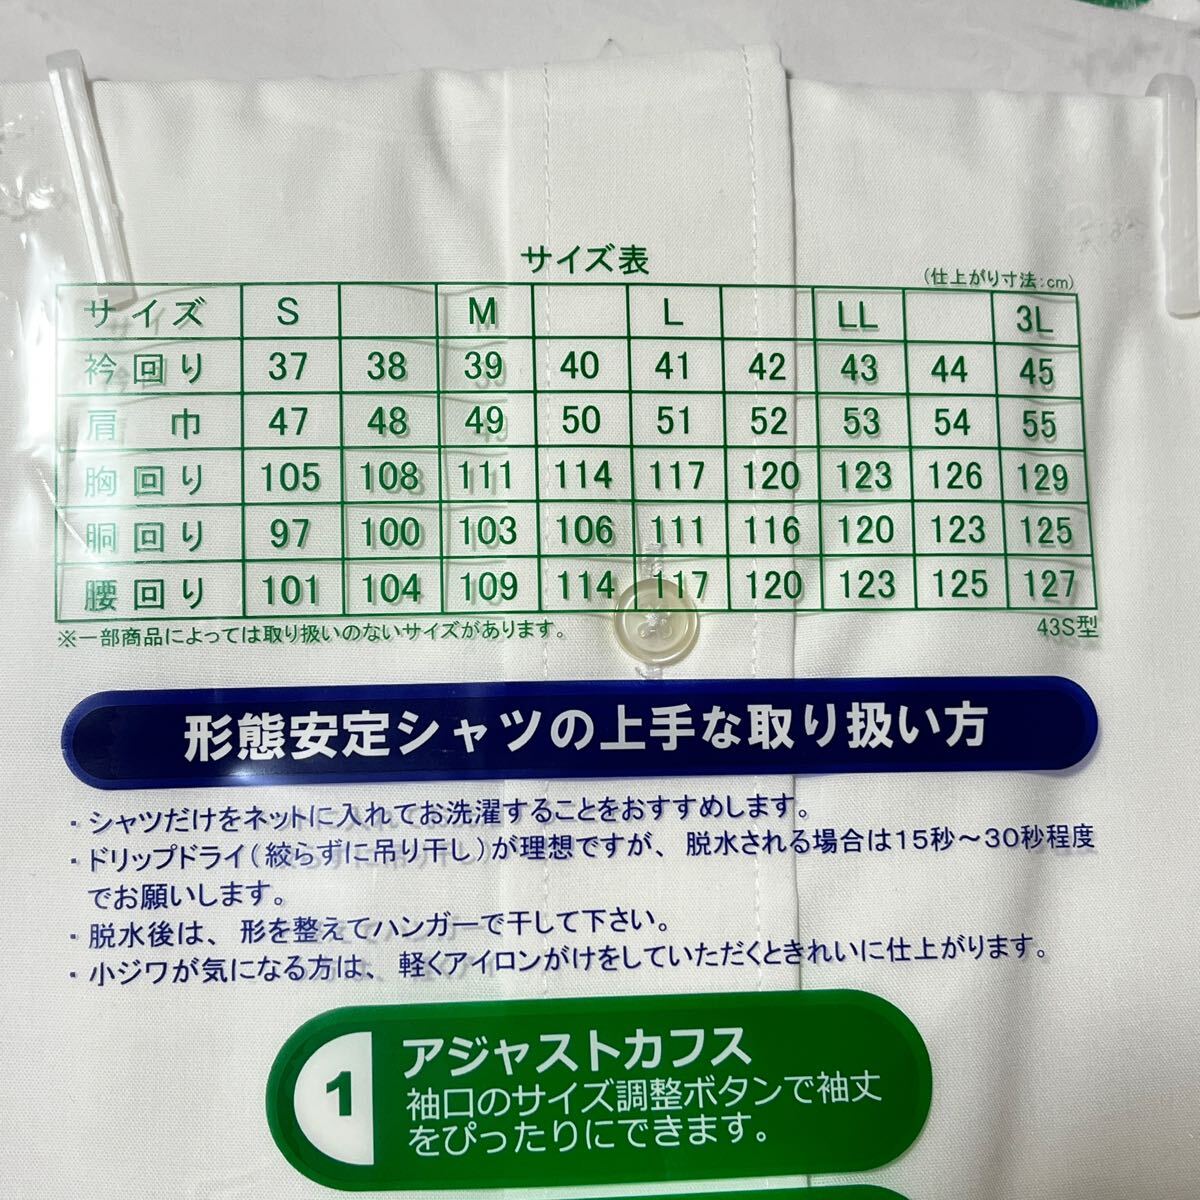 サイズ表
(仕上がり寸法:cm)
サイズ S M L LL 3L
衿回り 37 38 39 40 41 42 43 44 45
肩巾 47 48 49 50 51 52 53 54 55
胸回り 105 108 111 114 117 120 123 126 129
胴回り 97 100 103 106 111 116 120 123 125
腰回り 101 104 109 114 117 120 123 125 127
※一部商品によっては取り扱いのないサイズがあります。 43S型
形態安定シャツの上手な取り扱い方
・シャツだけをネットに入れてお洗濯することをおすすめします。
・ドリップドライ(絞らずに吊り干し)が理想ですが、脱水される場合は15秒〜30秒程度
でお願いします。
・脱水後は、形を整えてハンガーで干して下さい。
・小ジワが気になる方は、軽くアイロンがけをしていただくときれいに仕上がります。
1 アジャストカフス
袖口のサイズ調整ボタンで袖丈
をぴったりにできます。